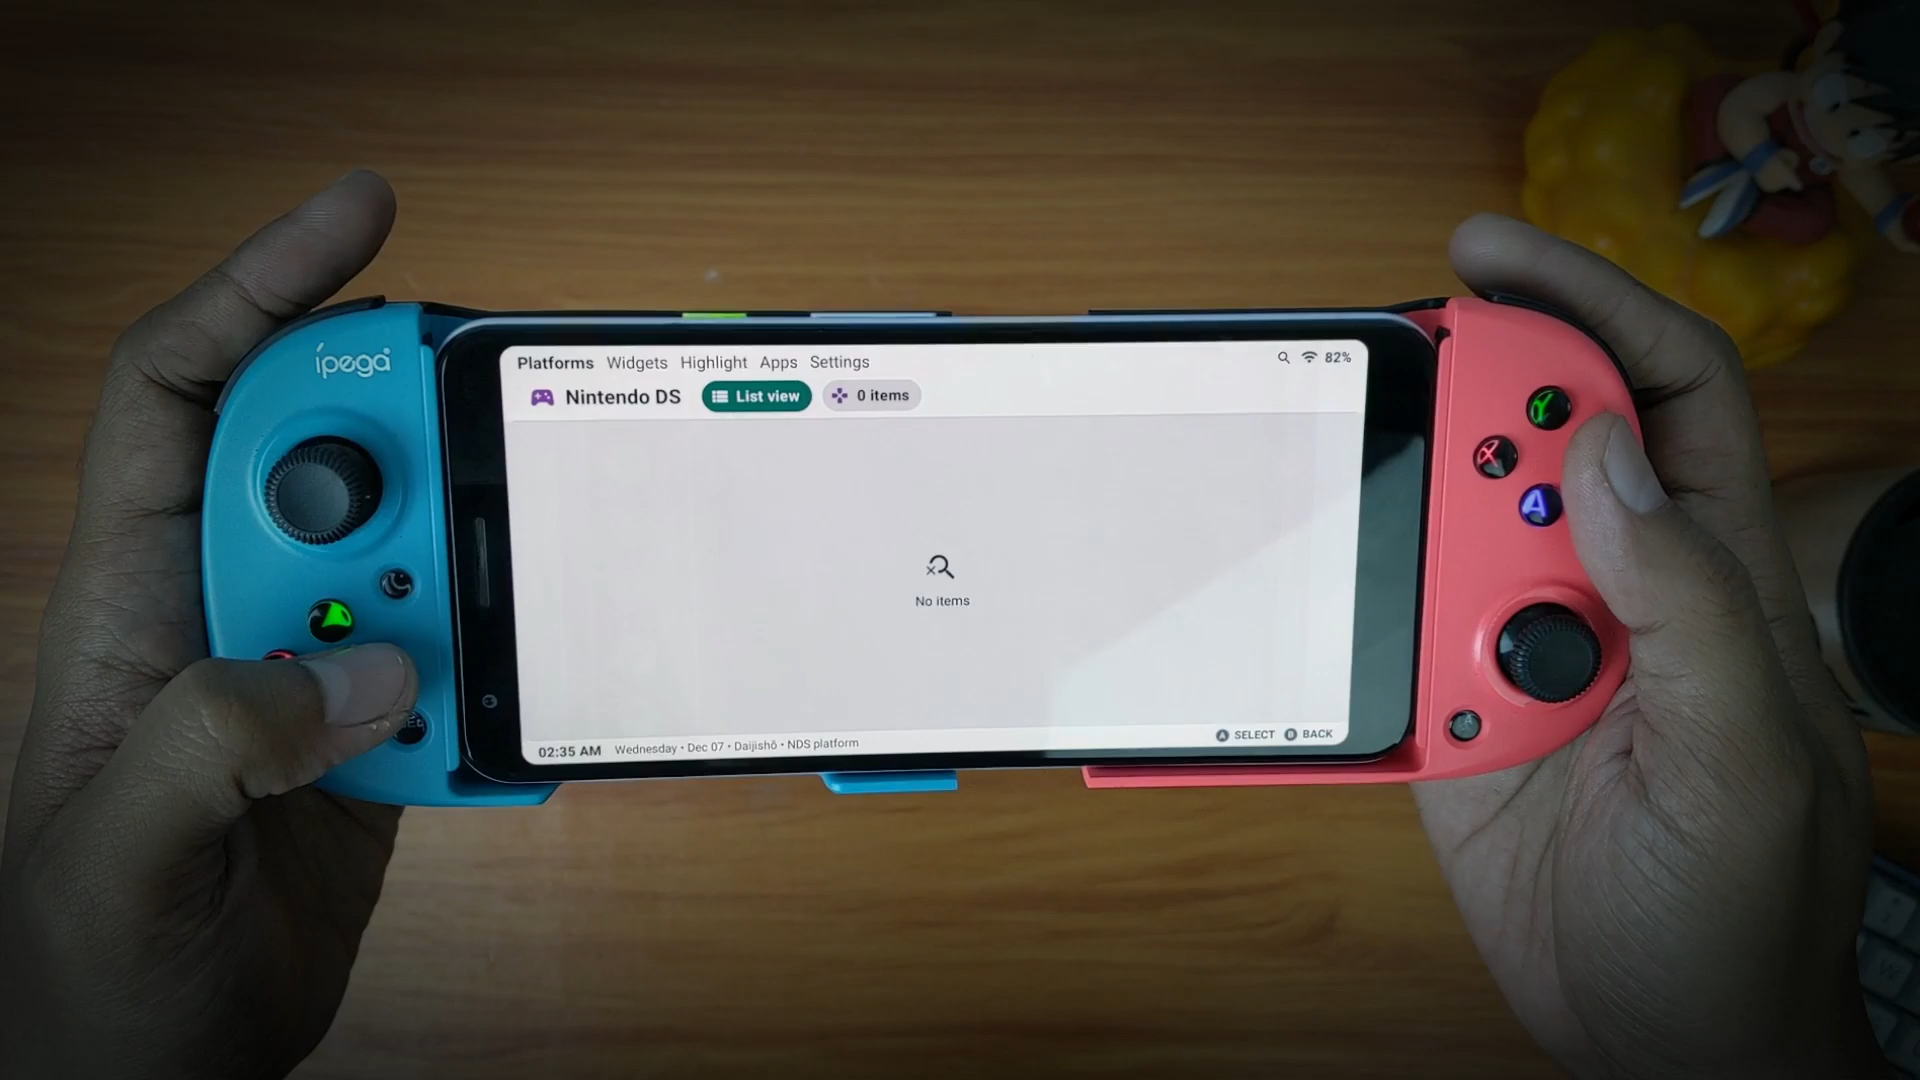 ípega
Platforms Widgets Highlight Apps Settings 82%
Nintendo DS List view 0 items
No items
02:35 AM Wednesday • Dec 07 • Daijishō • NDS platform A SELECT B BACK
Y
X
A